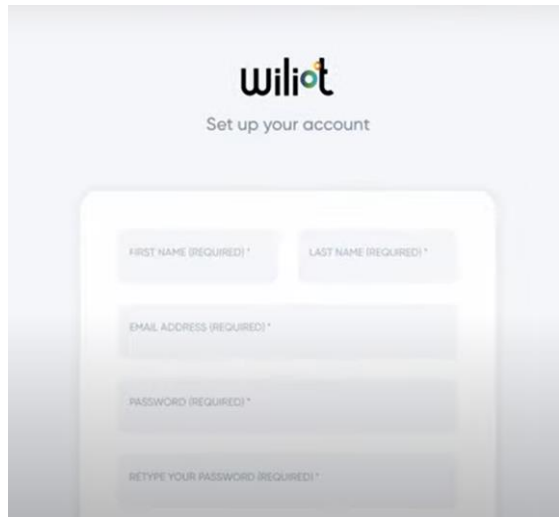 wiliot
Set up your account
FIRST NAME (REQUIRED) * LAST NAME (REQUIRED) *
EMAIL ADDRESS (REQUIRED) *
PASSWORD (REQUIRED) *
RETYPE YOUR PASSWORD (REQUIRED) *